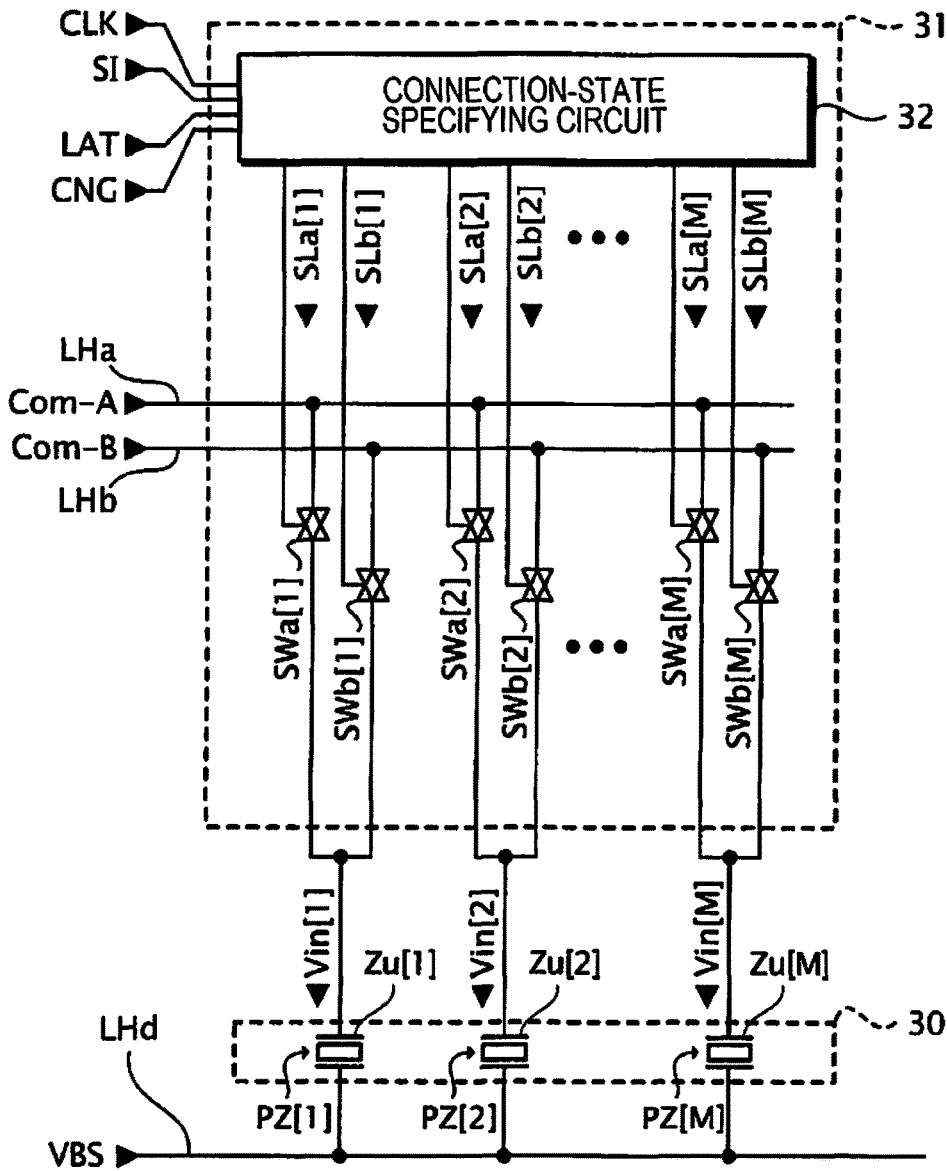 CLK
SI
LAT
CNG
31
CONNECTION-STATE
SPECIFYING CIRCUIT
32
SLa[1]
SLb[1]
SLa[2]
SLb[2]
SLa[M]
SLb[M]
LHa
Com-A
Com-B
LHb
SWa[1]
SWb[1]
SWa[2]
SWb[2]
SWa[M]
SWb[M]
Vin[1]
Vin[2]
Vin[M]
Zu[1]
Zu[2]
Zu[M]
30
LHd
PZ[1]
PZ[2]
PZ[M]
VBS